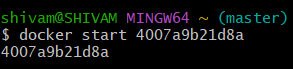 shivam@SHIVAM MINGW64 ~ (master)
$ docker start 4007a9b21d8a
4007a9b21d8a